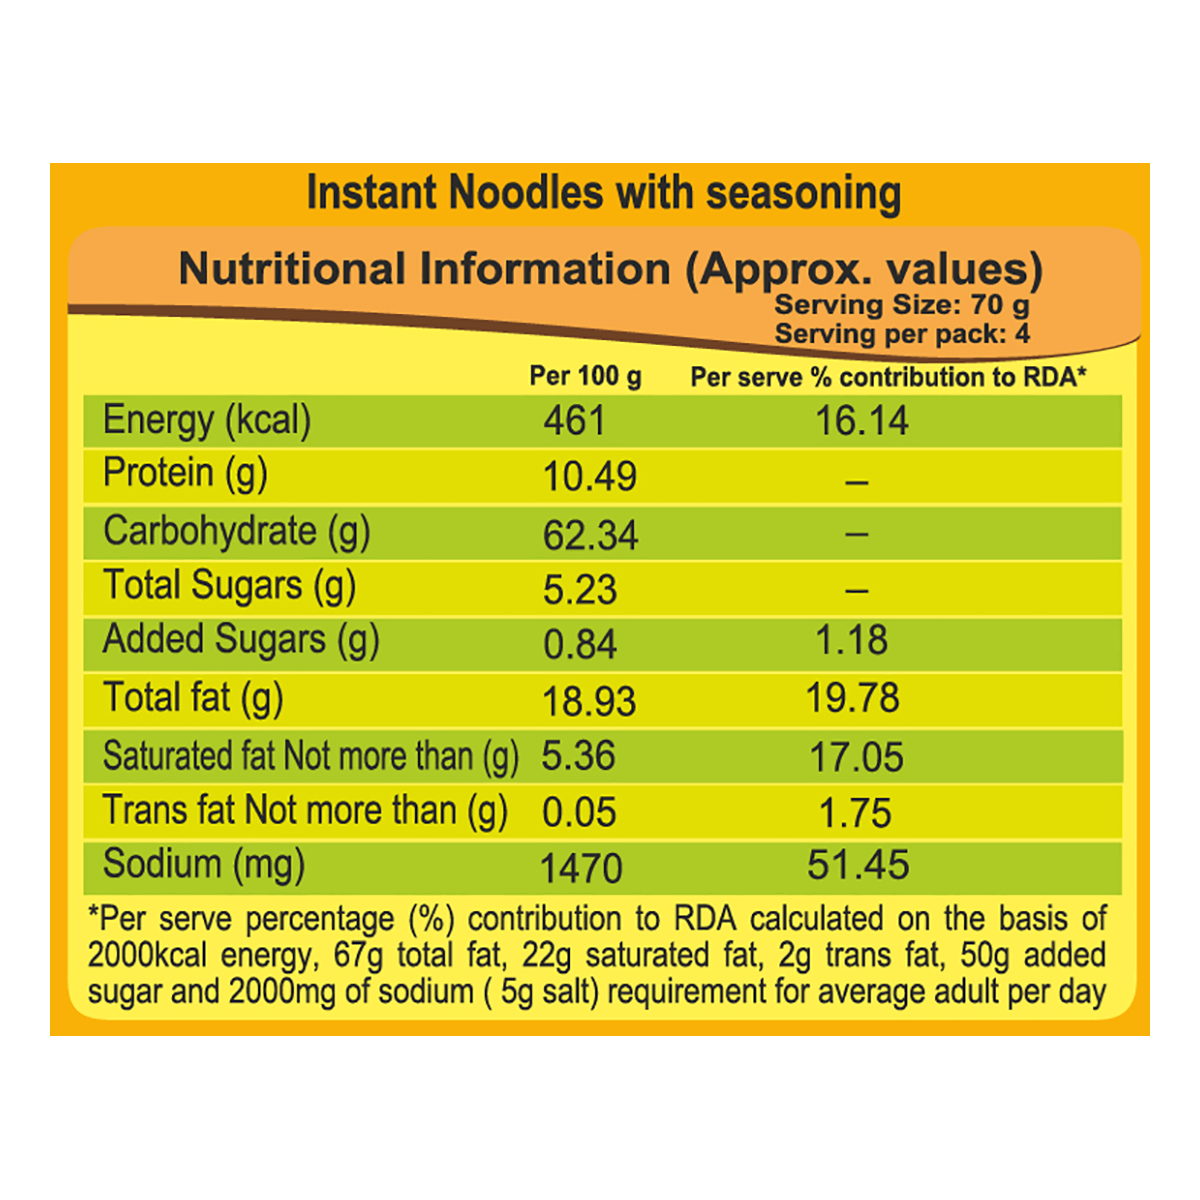 Instant Noodles with seasoning
Nutritional Information (Approx. values)
Serving Size: 70 g
Serving per pack: 4
Per 100 g Per serve % contribution to RDA*
Energy (kcal) 461 16.14
Protein (g) 10.49 –
Carbohydrate (g) 62.34 –
Total Sugars (g) 5.23 –
Added Sugars (g) 0.84 1.18
Total fat (g) 18.93 19.78
Saturated fat Not more than (g) 5.36 17.05
Trans fat Not more than (g) 0.05 1.75
Sodium (mg) 1470 51.45
*Per serve percentage (%) contribution to RDA calculated on the basis of
2000kcal energy, 67g total fat, 22g saturated fat, 2g trans fat, 50g added
sugar and 2000mg of sodium ( 5g salt) requirement for average adult per day